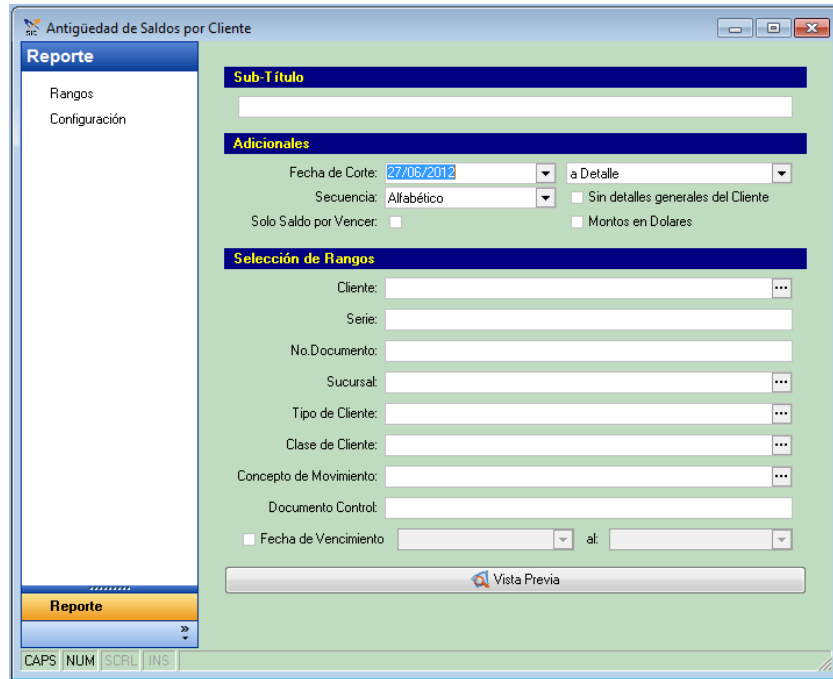 SIC Antigüedad de Saldos por Cliente
Reporte
Rangos
Configuración
Sub-Título
Adicionales
Fecha de Corte: 27/06/2012 a Detalle
Secuencia: Alfabético Sin detalles generales del Cliente
Solo Saldo por Vencer: Montos en Dolares
Selección de Rangos
Cliente: ...
Serie:
No.Documento:
Sucursal: ...
Tipo de Cliente: ...
Clase de Cliente: ...
Concepto de Movimiento: ...
Documento Control:
Fecha de Vencimiento al:
Vista Previa
Reporte
CAPS NUM SCRL INS